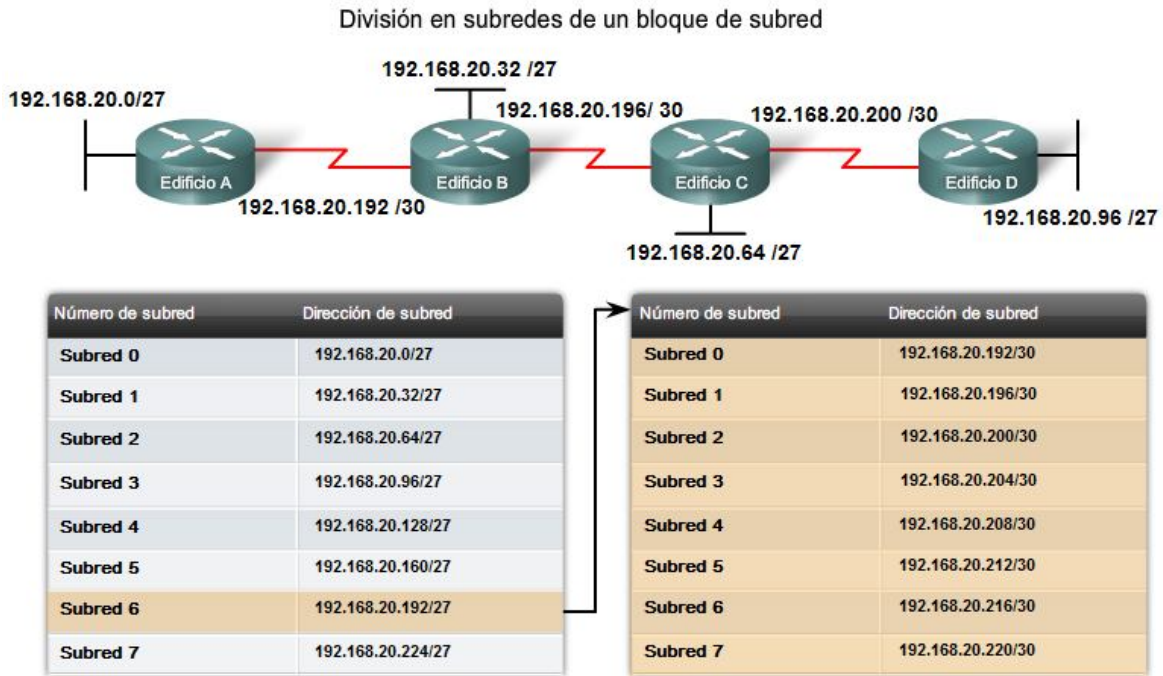 División en subredes de un bloque de subred
192.168.20.32 /27
192.168.20.0/27
192.168.20.196/ 30
192.168.20.200 /30
Edificio A
Edificio B
Edificio C
Edificio D
192.168.20.192 /30
192.168.20.96 /27
192.168.20.64 /27
Número de subred Dirección de subred
Subred 0 192.168.20.0/27
Subred 1 192.168.20.32/27
Subred 2 192.168.20.64/27
Subred 3 192.168.20.96/27
Subred 4 192.168.20.128/27
Subred 5 192.168.20.160/27
Subred 6 192.168.20.192/27
Subred 7 192.168.20.224/27
Número de subred Dirección de subred
Subred 0 192.168.20.192/30
Subred 1 192.168.20.196/30
Subred 2 192.168.20.200/30
Subred 3 192.168.20.204/30
Subred 4 192.168.20.208/30
Subred 5 192.168.20.212/30
Subred 6 192.168.20.216/30
Subred 7 192.168.20.220/30